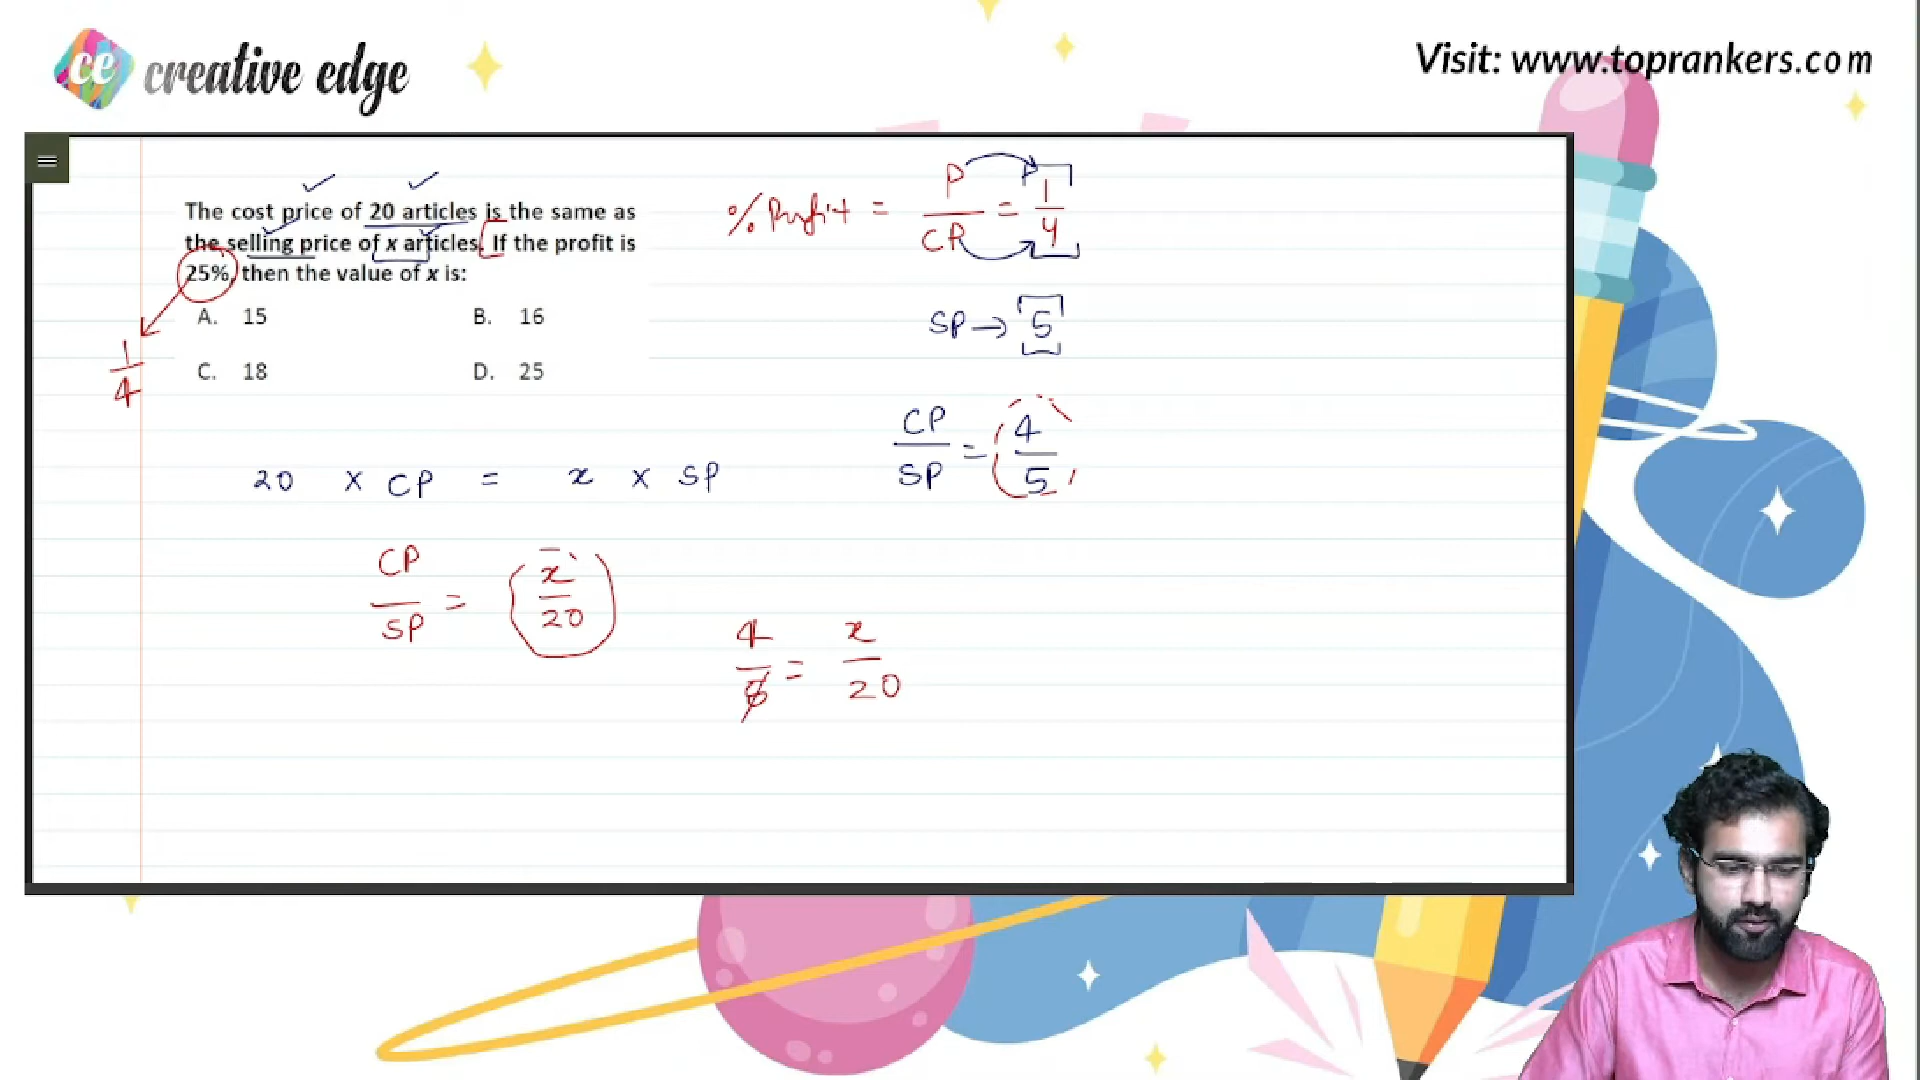 ce creative edge
Visit: www.toprankers.com
The cost price of 20 articles is the same as
the selling price of x articles. If the profit is
25%, then the value of x is:
A. 15
B. 16
C. 18
D. 25
1/4
% Profit = P/CP = 1/4
SP → 5
CP/SP = 4/5
20 x CP = x x SP
CP/SP = x/20
4/5 = x/20